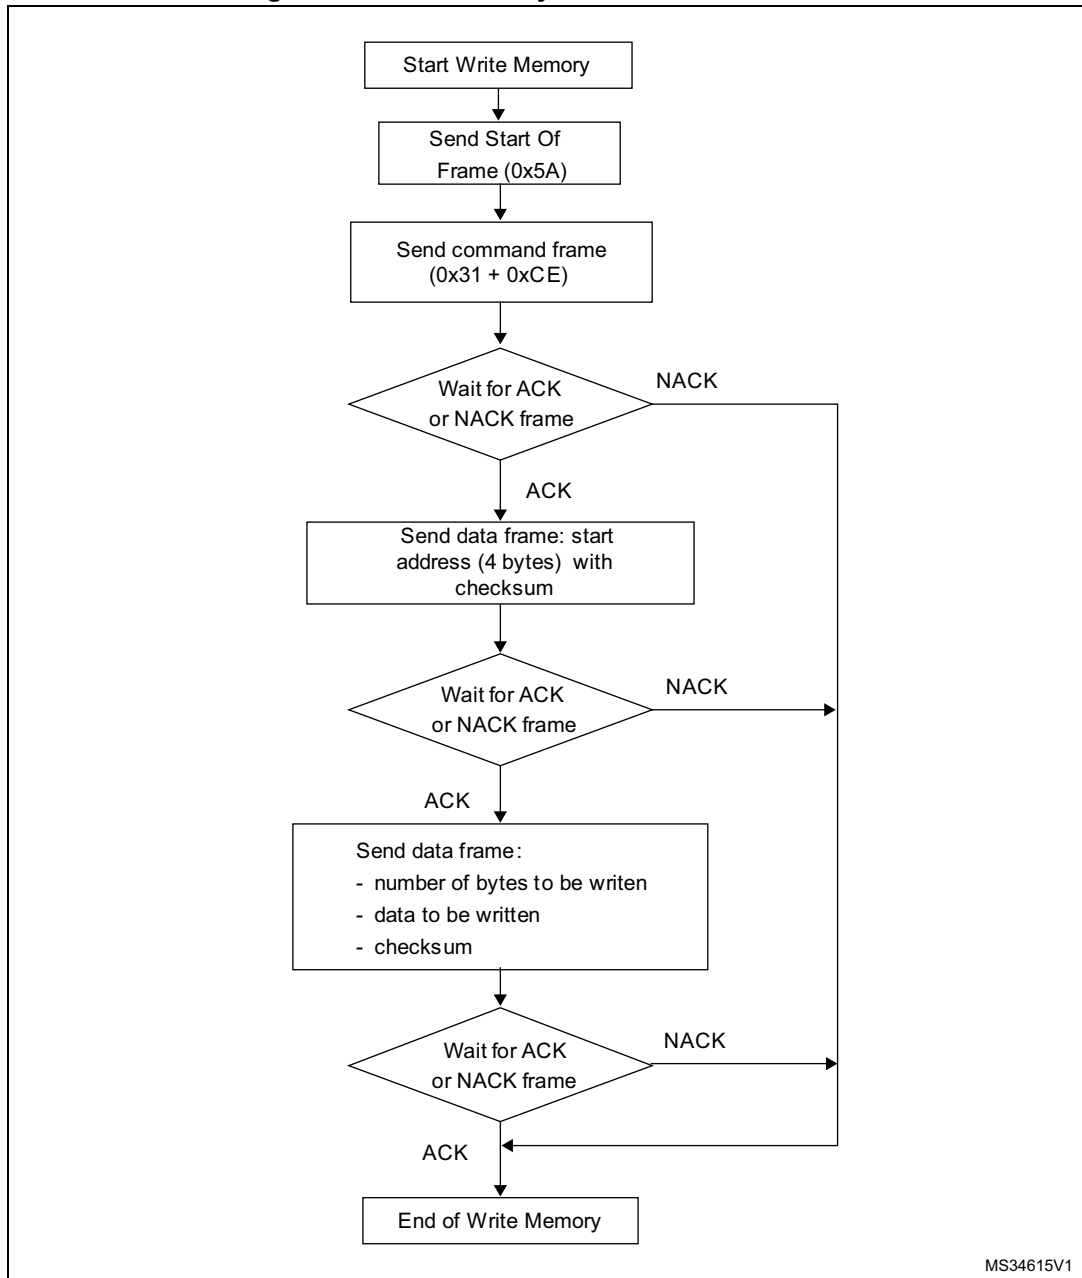 Start Write Memory
Send Start Of
Frame (0x5A)
Send command frame
(0x31 + 0xCE)
Wait for ACK
or NACK frame
NACK
ACK
Send data frame: start
address (4 bytes) with
checksum
Wait for ACK
or NACK frame
NACK
ACK
Send data frame:
- number of bytes to be writen
- data to be written
- checksum
Wait for ACK
or NACK frame
NACK
ACK
End of Write Memory
MS34615V1